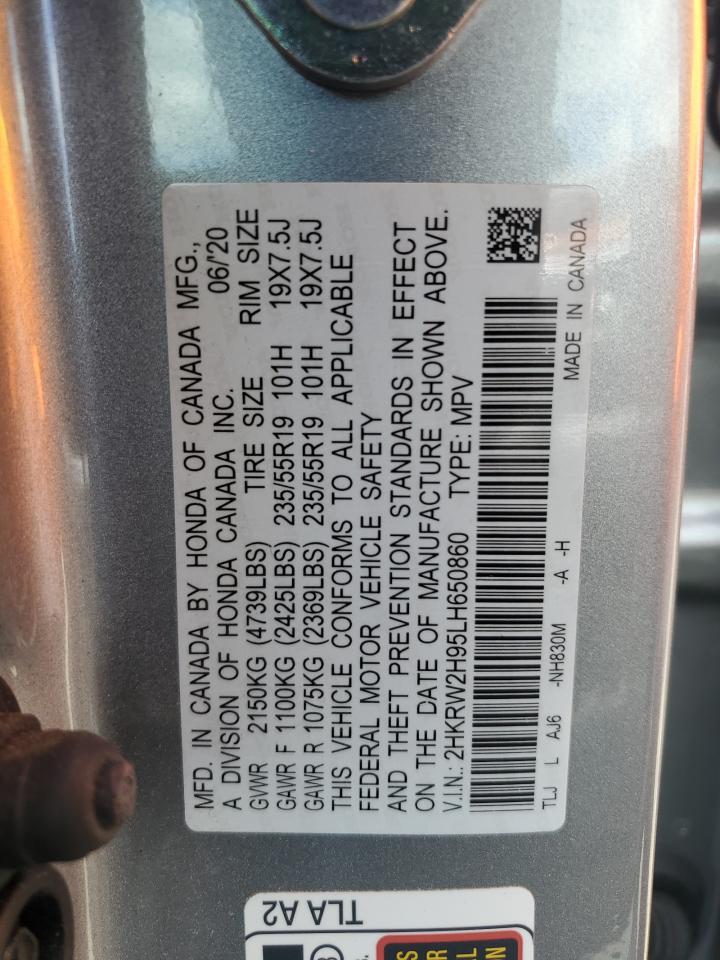 MFD. IN CANADA BY HONDA OF CANADA MFG.,
A DIVISION OF HONDA CANADA INC. 06/'20
GVWR 2150KG (4739LBS) TIRE SIZE RIM SIZE
GAWR F 1100KG (2425LBS) 235/55R19 101H 19X7.5J
GAWR R 1075KG (2369LBS) 235/55R19 101H 19X7.5J
THIS VEHICLE CONFORMS TO ALL APPLICABLE
FEDERAL MOTOR VEHICLE SAFETY
AND THEFT PREVENTION STANDARDS IN EFFECT
ON THE DATE OF MANUFACTURE SHOWN ABOVE.
V.I.N.: 2HKRW2H95LH650860 TYPE: MPV
TLJ L AJ6 -NH830M -A -H MADE IN CANADA
TLA A2